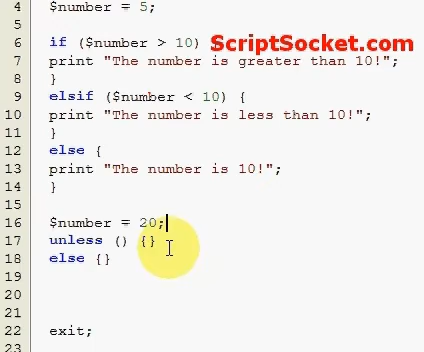 4 $number = 5;
5
6 if ($number > 10) ScriptSocket.com
7 print "The number is greater than 10!";
8 }
9 elsif ($number < 10) {
10 print "The number is less than 10!";
11 }
12 else {
13 print "The number is 10!";
14 }
15
16 $number = 20;
17 unless () {}
18 else {}
19
20
21
22 exit;
23